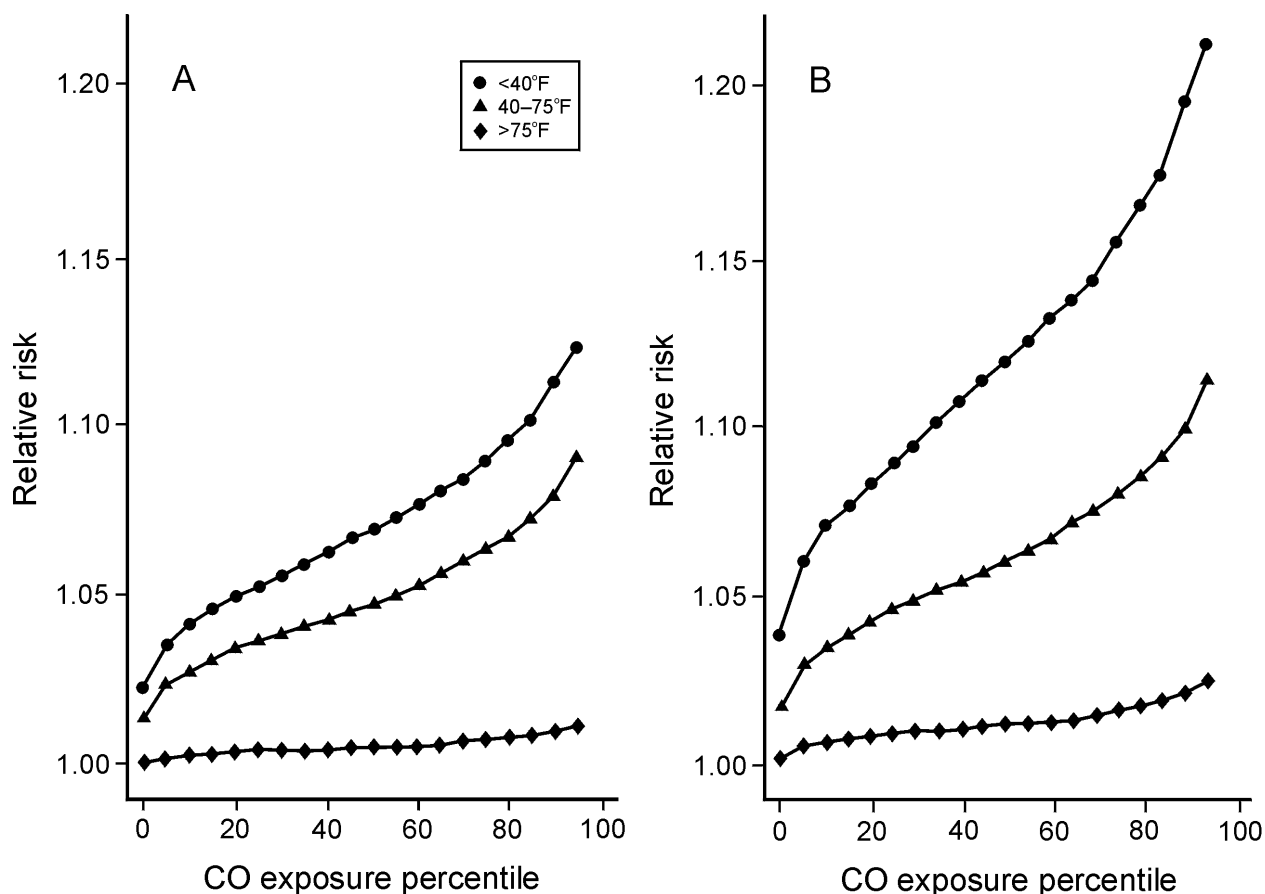 A
<40°F
40–75°F
>75°F
1.20
1.15
1.10
1.05
1.00
Relative risk
0 20 40 60 80 100
CO exposure percentile
B
1.20
1.15
1.10
1.05
1.00
Relative risk
0 20 40 60 80 100
CO exposure percentile